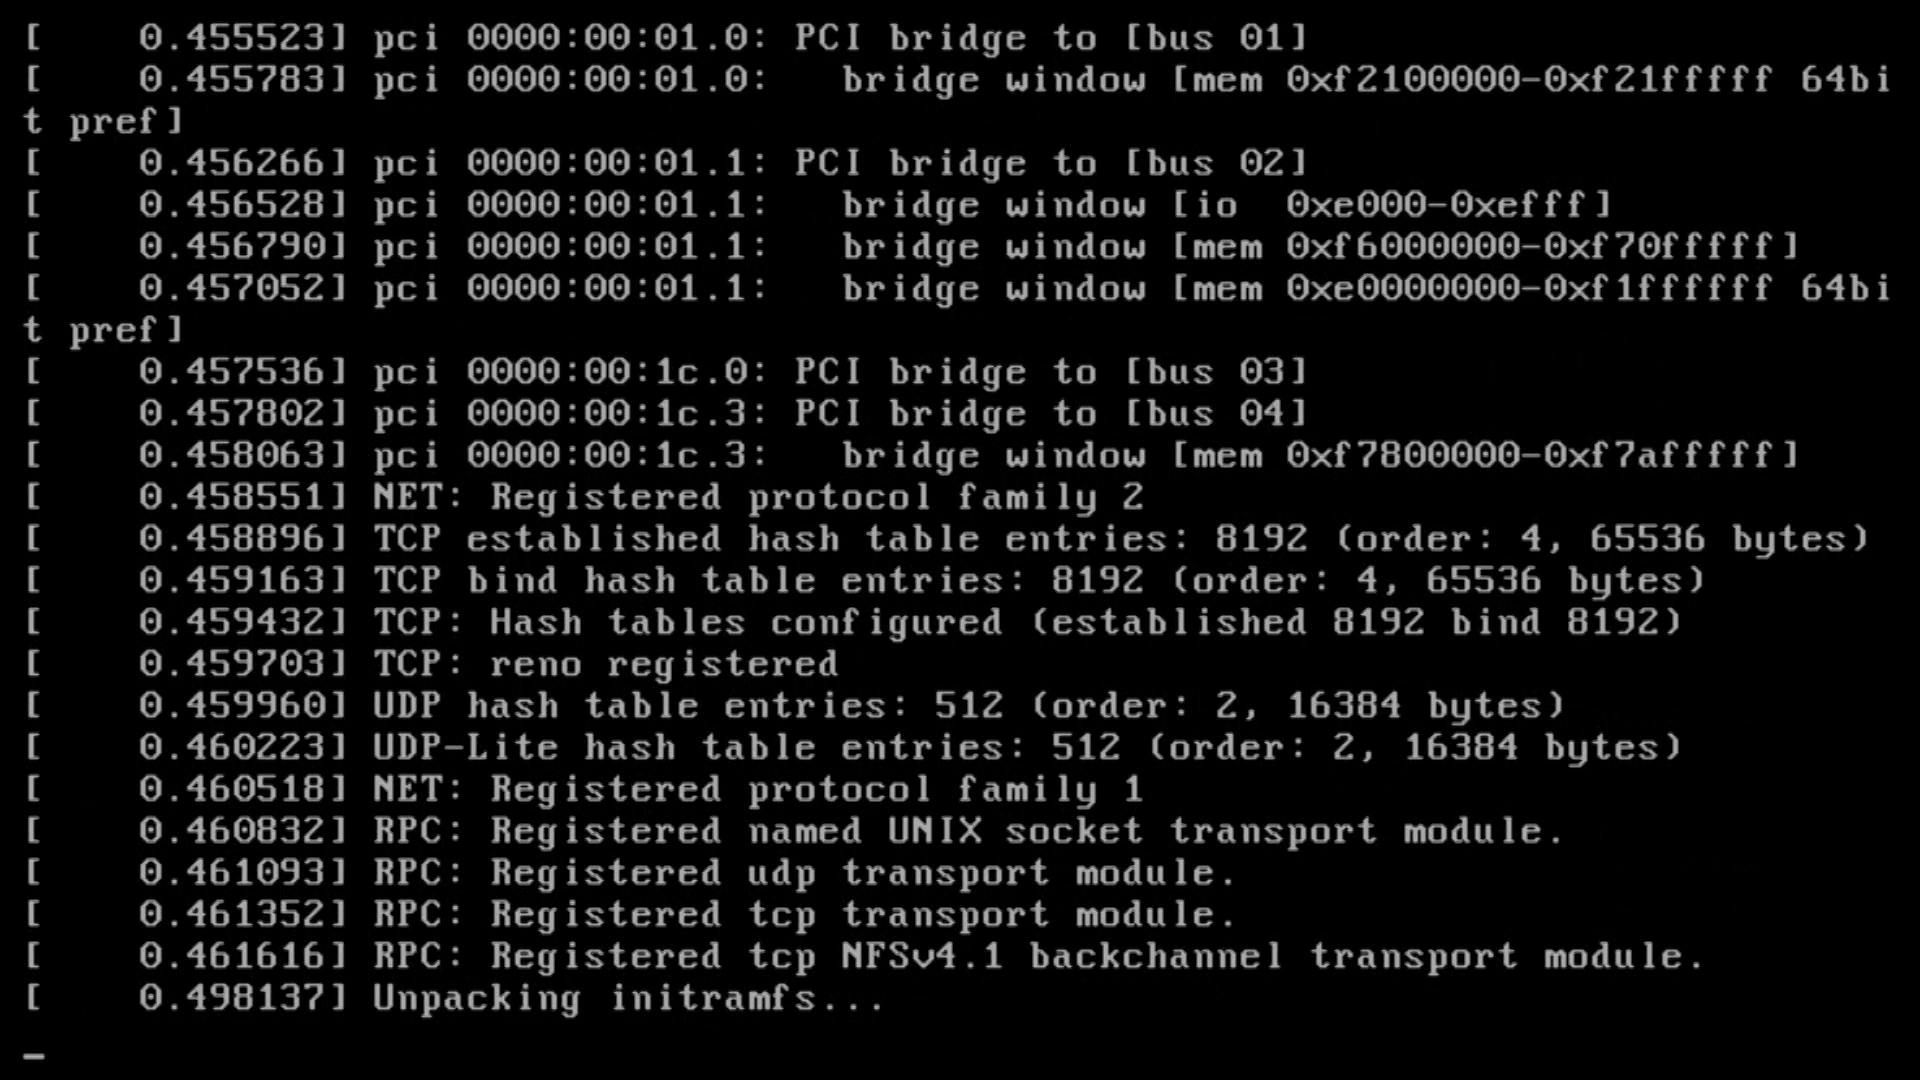 [    0.455523] pci 0000:00:01.0: PCI bridge to [bus 01]
[    0.455783] pci 0000:00:01.0:   bridge window [mem 0xf2100000-0xf21fffff 64bi
t pref]
[    0.456266] pci 0000:00:01.1: PCI bridge to [bus 02]
[    0.456528] pci 0000:00:01.1:   bridge window [io  0xe000-0xefff]
[    0.456790] pci 0000:00:01.1:   bridge window [mem 0xf6000000-0xf70fffff]
[    0.457052] pci 0000:00:01.1:   bridge window [mem 0xe0000000-0xf1ffffff 64bi
t pref]
[    0.457536] pci 0000:00:1c.0: PCI bridge to [bus 03]
[    0.457802] pci 0000:00:1c.3: PCI bridge to [bus 04]
[    0.458063] pci 0000:00:1c.3:   bridge window [mem 0xf7800000-0xf7afffff]
[    0.458551] NET: Registered protocol family 2
[    0.458896] TCP established hash table entries: 8192 (order: 4, 65536 bytes)
[    0.459163] TCP bind hash table entries: 8192 (order: 4, 65536 bytes)
[    0.459432] TCP: Hash tables configured (established 8192 bind 8192)
[    0.459703] TCP: reno registered
[    0.459960] UDP hash table entries: 512 (order: 2, 16384 bytes)
[    0.460223] UDP-Lite hash table entries: 512 (order: 2, 16384 bytes)
[    0.460518] NET: Registered protocol family 1
[    0.460832] RPC: Registered named UNIX socket transport module.
[    0.461093] RPC: Registered udp transport module.
[    0.461352] RPC: Registered tcp transport module.
[    0.461616] RPC: Registered tcp NFSv4.1 backchannel transport module.
[    0.498137] Unpacking initramfs...
_